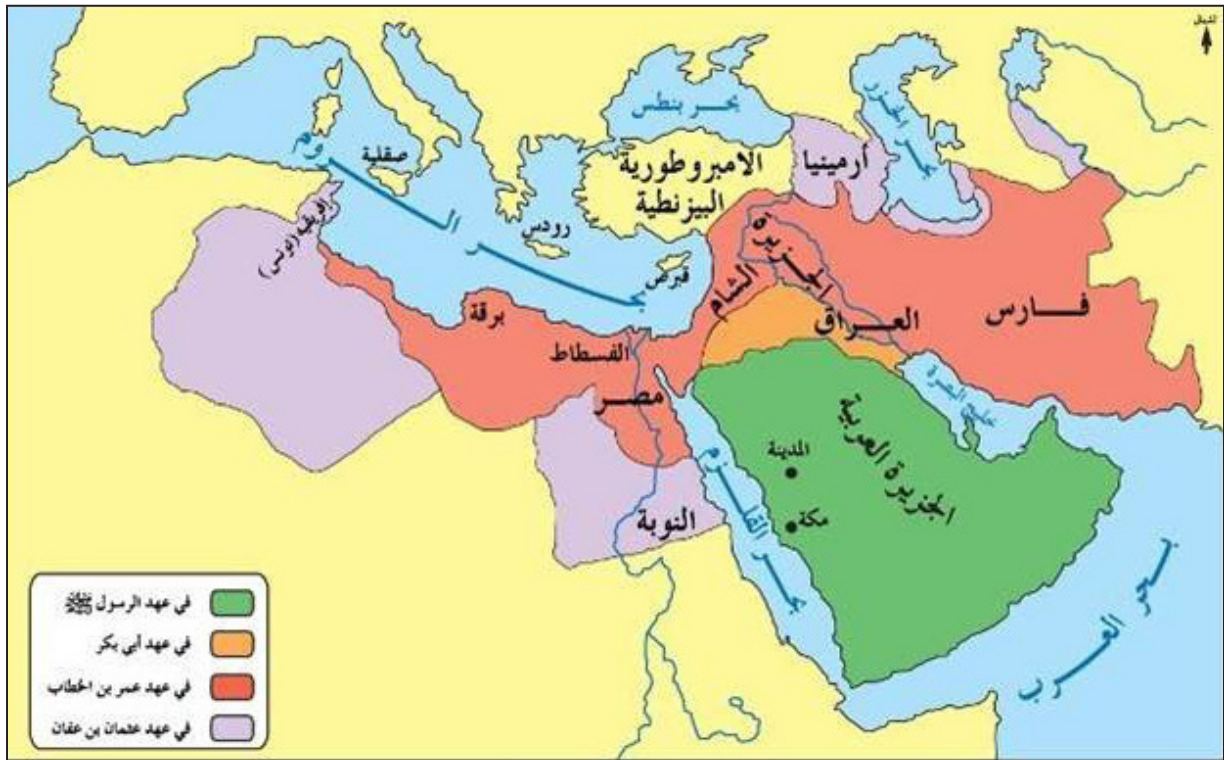 الشمال
بحر بنطس
بحر الخزر
أرمينيا
الامبروطورية
البيزنطية
صقلية
رودس
قبرص
بحر الروم
إفريقية (تونس)
برقة
الفسطاط
مصر
النوبة
الشام
الجزيرة
العراق
فارس
خليج البصرة
الجزيرة العربية
المدينة
مكة
بحر القلزم
بحر العرب
في عهد الرسول ﷺ
في عهد أبي بكر
في عهد عمر بن الخطاب
في عهد عثمان بن عفان